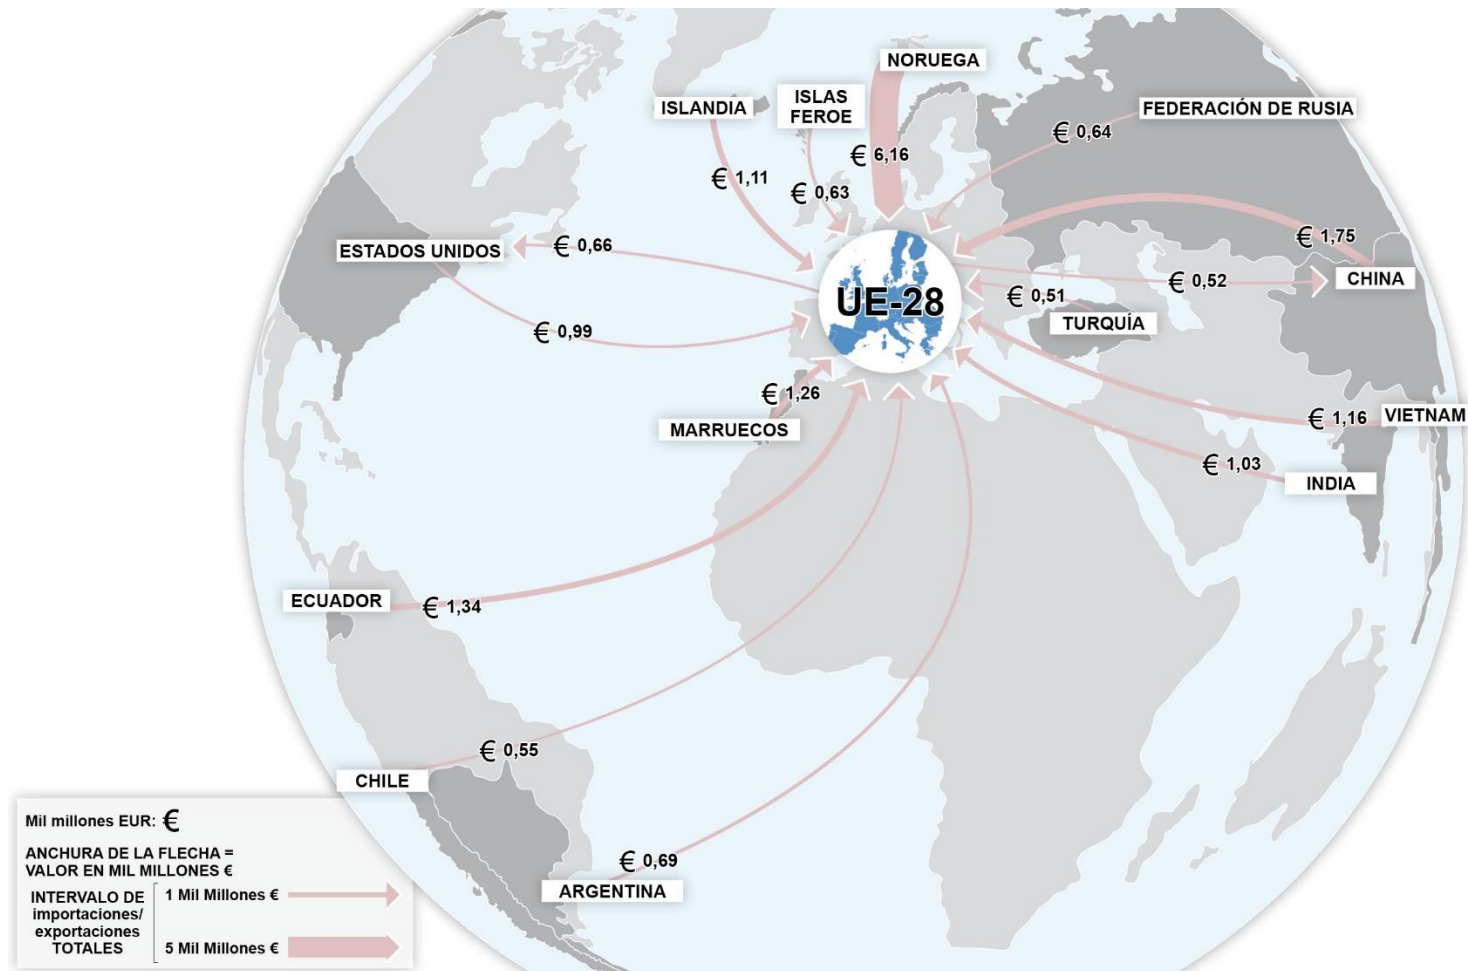 NORUEGA
ISLANDIA
ISLAS
FEROE
FEDERACIÓN DE RUSIA
€ 0,64
€ 6,16
€ 1,11
€ 0,63
ESTADOS UNIDOS
€ 0,66
€ 1,75
CHINA
€ 0,52
UE-28
€ 0,51
TURQUÍA
€ 0,99
€ 1,26
MARRUECOS
€ 1,16
VIETNAM
€ 1,03
INDIA
ECUADOR
€ 1,34
€ 0,55
CHILE
€ 0,69
ARGENTINA
Mil millones EUR: €
ANCHURA DE LA FLECHA =
VALOR EN MIL MILLONES €
INTERVALO DE
importaciones/
exportaciones
TOTALES
1 Mil Millones €
5 Mil Millones €